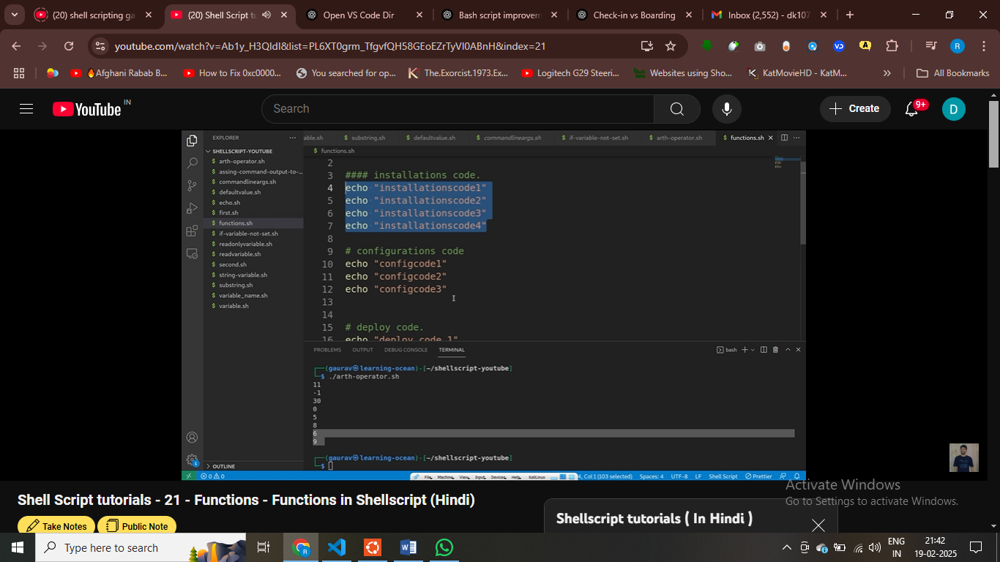 (20) shell scripting ga
(20) Shell Script tu
Open VS Code Dir
Bash script improvem
Check-in vs Boarding
Inbox (2,552) - dk107
youtube.com/watch?v=Ab1y_H3QIdI&list=PL6XT0grm_TfgvfQH58GEoEZrTyVI0ABnH&index=21
R
Afghani Rabab B...
How to Fix 0xc0000...
You searched for op...
The.Exorcist.1973.Ex...
Logitech G29 Steeri...
Websites using Sho...
KatMovieHD - KatM...
All Bookmarks
YouTube IN
Search
Create
9+
D
EXPLORER
SHELLSCRIPT-YOUTUBE
$ arth-operator.sh
$ assing-command-output-to-...
$ commandlineargs.sh
$ defaultvalue.sh
$ echo.sh
$ first.sh
$ functions.sh
$ if-variable-not-set.sh
$ readonlyvariable.sh
$ readvariable.sh
$ second.sh
$ string-variable.sh
$ substring.sh
$ variable_name.sh
$ variable.sh
OUTLINE
able.sh
$ substring.sh
$ defaultvalue.sh
$ commandlineargs.sh
$ if-variable-not-set.sh
$ arth-operator.sh
$ functions.sh
$ functions.sh
2
3 #### installations code.
4 echo "installationscode1"
5 echo "installationscode2"
6 echo "installationscode3"
7 echo "installationscode4"
8
9 # configurations code
10 echo "configcode1"
11 echo "configcode2"
12 echo "configcode3"
13
14
15 # deploy code.
16 echo "deploy code 1"
PROBLEMS OUTPUT DEBUG CONSOLE TERMINAL
bash
(gaurav㉿learning-ocean)-[~/shellscript-youtube]
$ ./arth-operator.sh
11
-1
30
0
5
8
6
9
(gaurav㉿learning-ocean)-[~/shellscript-youtube]
$
0 0
File Machine View Input Devices Help KaliLinux
4, Col 1 (103 selected) Spaces: 4 UTF-8 LF Shell Script Prettier
Shell Script tutorials - 21 - Functions - Functions in Shellscript (Hindi)
Take Notes
Public Note
Shellscript tutorials ( In Hindi )
Activate Windows
Go to Settings to activate Windows.
Type here to search
ENG
IN
21:42
19-02-2025